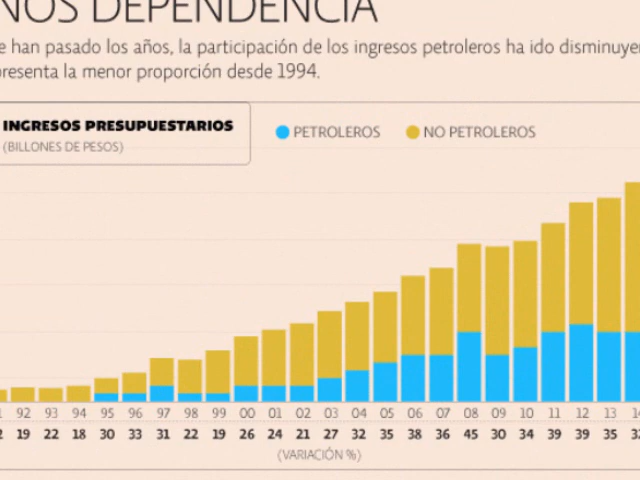 NOS DEPENDENCIA
e han pasado los años, la participación de los ingresos petroleros ha ido disminuye
presenta la menor proporción desde 1994.
INGRESOS PRESUPUESTARIOS
(BILLONES DE PESOS)
PETROLEROS
NO PETROLEROS
92 93 94 95 96 97 98 99 00 01 02 03 04 05 06 07 08 09 10 11 12 13 14
2 19 22 18 30 33 31 22 19 26 24 21 27 32 35 38 36 45 30 34 39 39 35 32
(VARIACIÓN %)